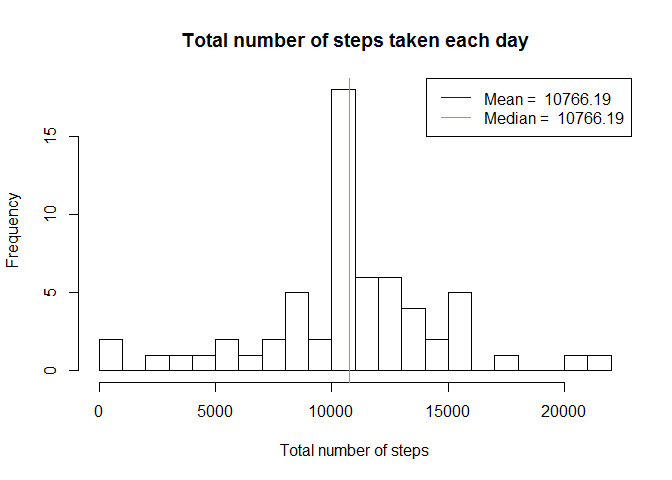 Total number of steps taken each day
Mean = 10766.19
Median = 10766.19
Frequency
15
10
5
0
0 5000 10000 15000 20000
Total number of steps